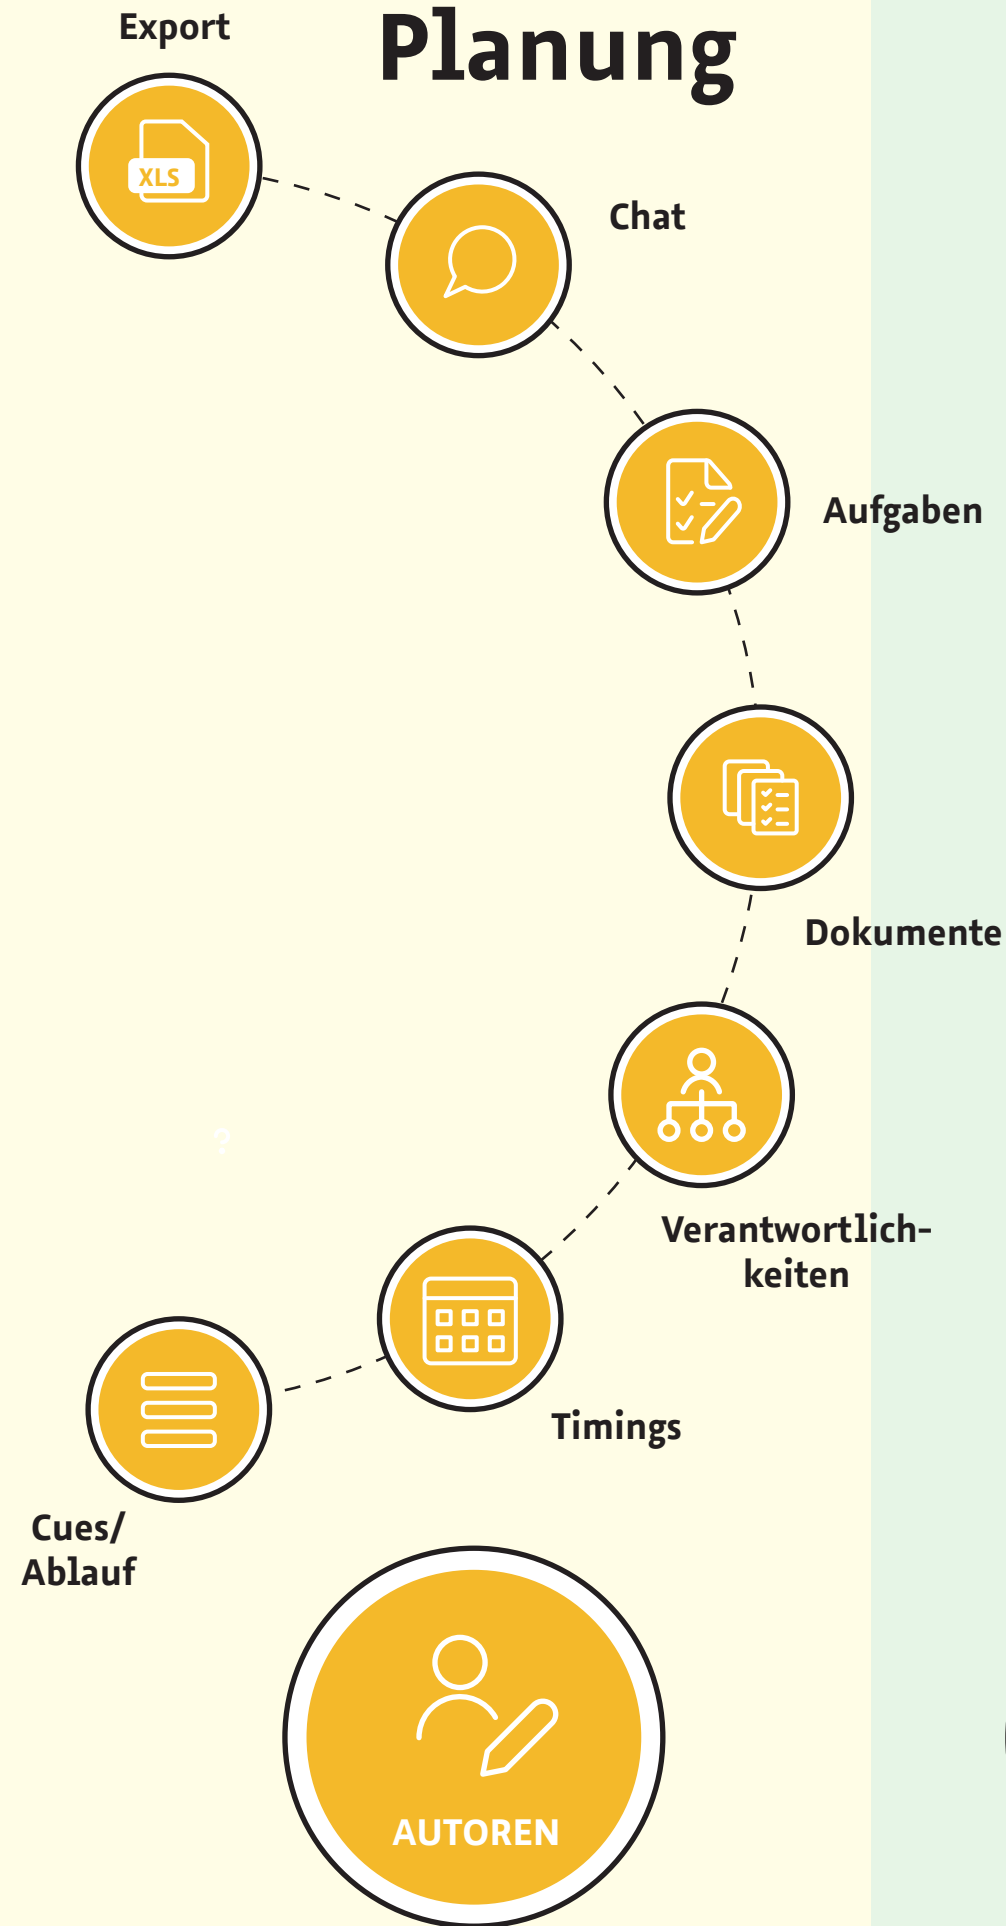 Export
Planung
XLS
Chat
Aufgaben
Dokumente
Verantwortlich-
keiten
?
Timings
Cues/
Ablauf
AUTOREN